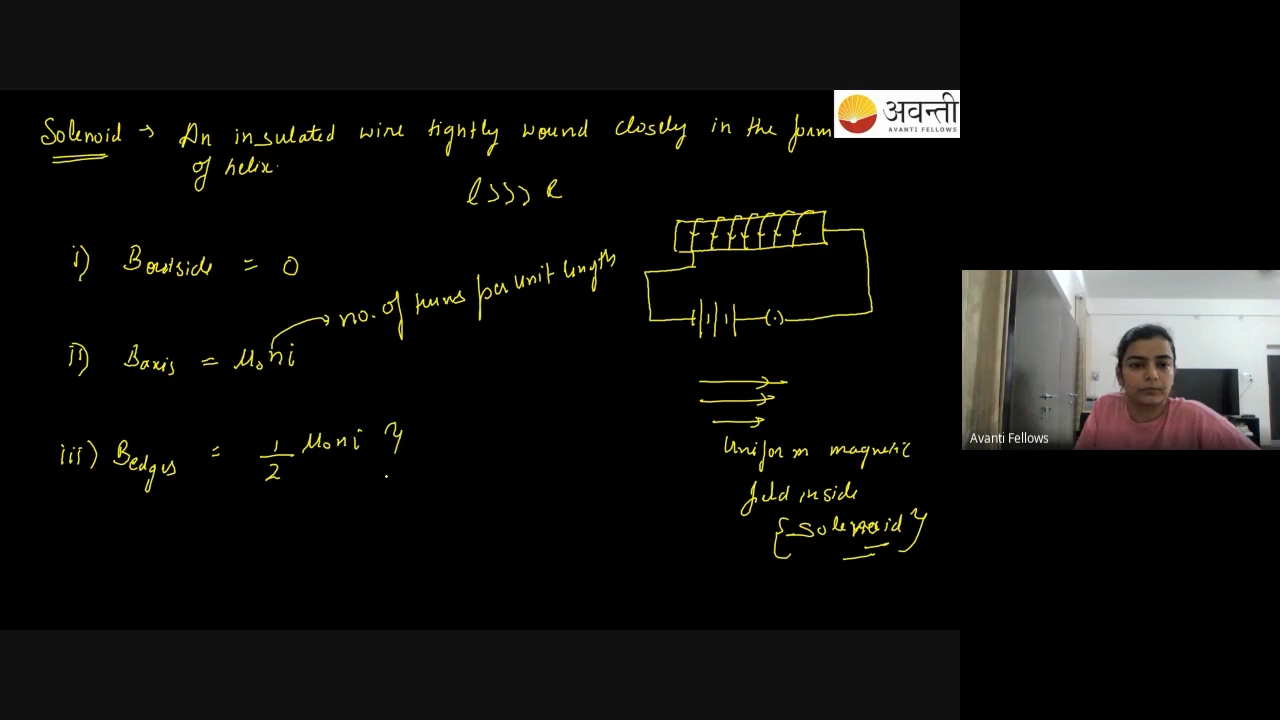 Solenoid → An insulated wire tightly wound closely in the form
of helix.
अवन्ती
AVANTI FELLOWS
l >>> R
i) Boutside = 0
no. of turns per unit length
ii) Baxis = μ₀ni
iii) Bedges = 1/2 μ₀ni }
Uniform magnetic
field inside
{Solenoid}
Avanti Fellows